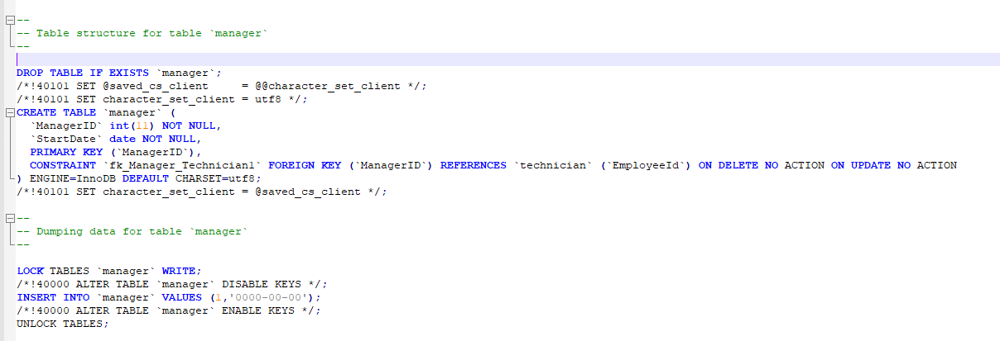 --
-- Table structure for table `manager`
--
DROP TABLE IF EXISTS `manager`;
/*!40101 SET @saved_cs_client     = @@character_set_client */;
/*!40101 SET character_set_client = utf8 */;
CREATE TABLE `manager` (
  `ManagerID` int(11) NOT NULL,
  `StartDate` date NOT NULL,
  PRIMARY KEY (`ManagerID`),
  CONSTRAINT `fk_Manager_Technician1` FOREIGN KEY (`ManagerID`) REFERENCES `technician` (`EmployeeId`) ON DELETE NO ACTION ON UPDATE NO ACTION
) ENGINE=InnoDB DEFAULT CHARSET=utf8;
/*!40101 SET character_set_client = @saved_cs_client */;
--
-- Dumping data for table `manager`
--
LOCK TABLES `manager` WRITE;
/*!40000 ALTER TABLE `manager` DISABLE KEYS */;
INSERT INTO `manager` VALUES (1,'0000-00-00');
/*!40000 ALTER TABLE `manager` ENABLE KEYS */;
UNLOCK TABLES;